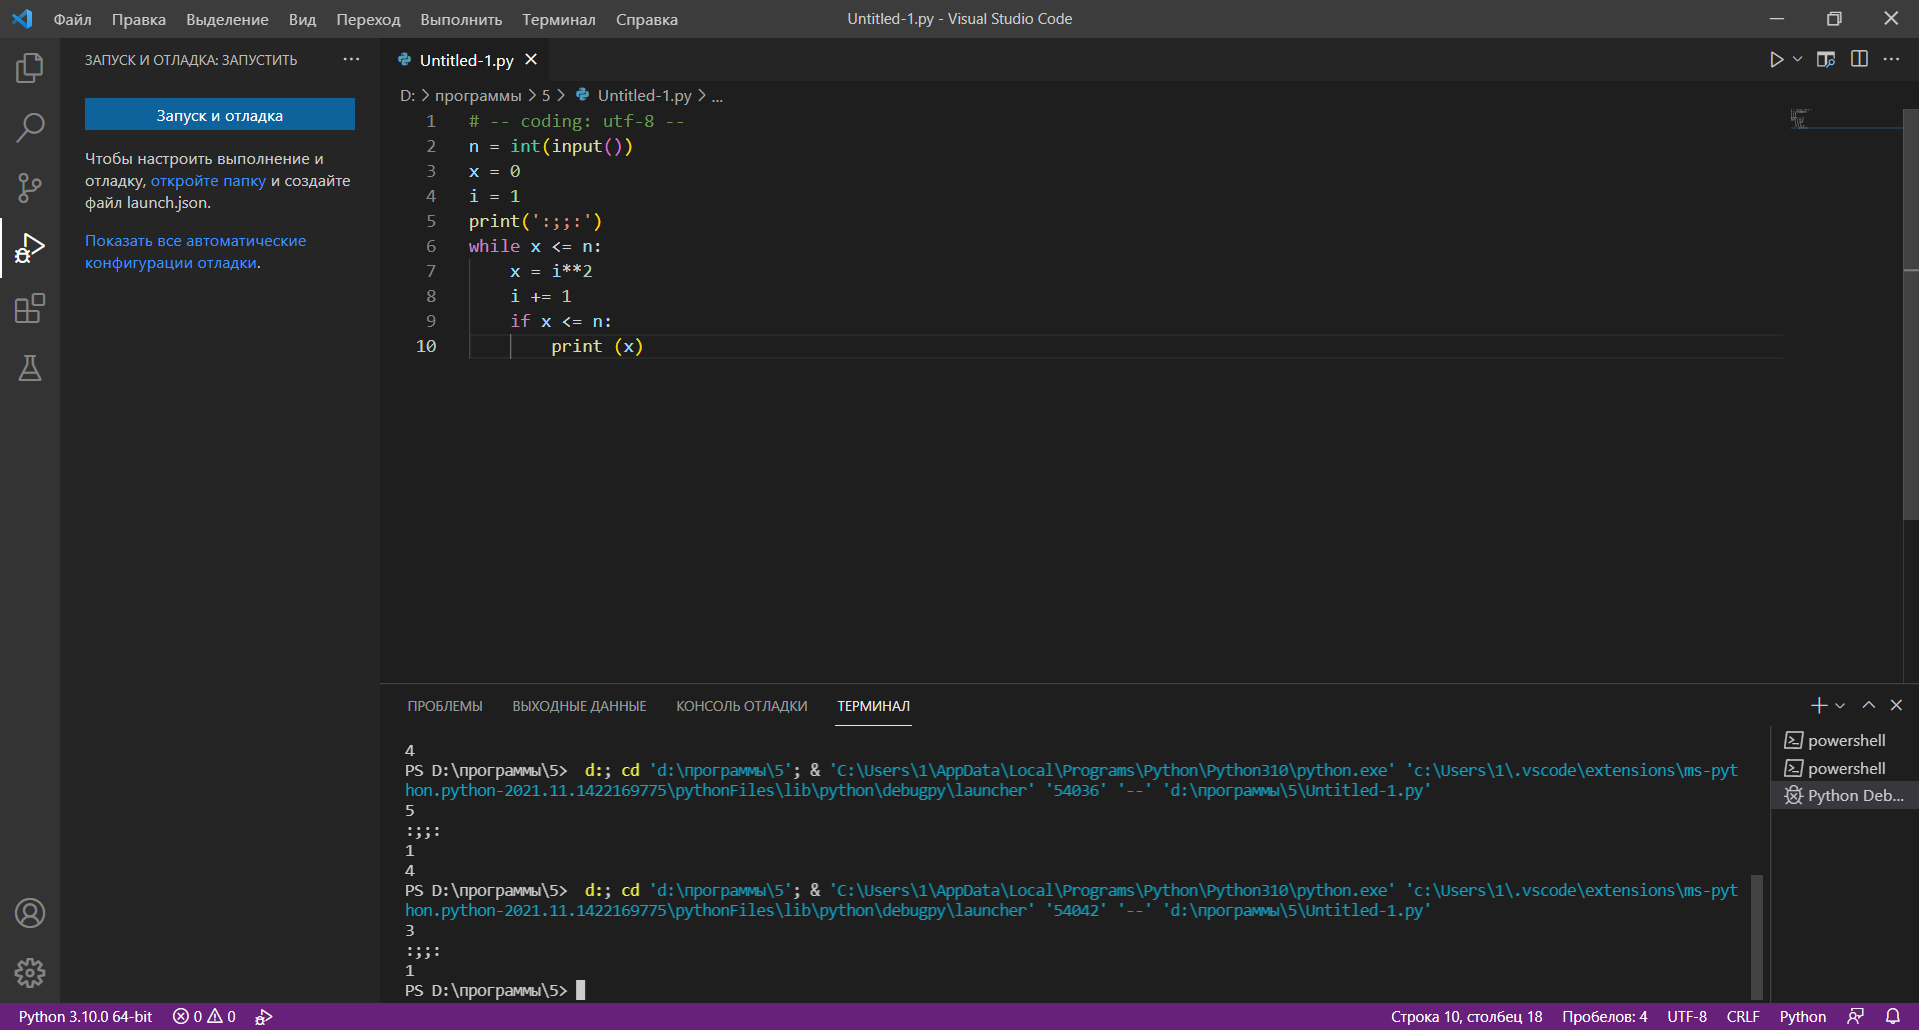 Файл Правка Выделение Вид Переход Выполнить Терминал Справка
Untitled-1.py - Visual Studio Code
ЗАПУСК И ОТЛАДКА: ЗАПУСТИТЬ
Запуск и отладка
Чтобы настроить выполнение и
отладку, откройте папку и создайте
файл launch.json.
Показать все автоматические
конфигурации отладки.
Untitled-1.py
D: > программы > 5 > Untitled-1.py > ...
1 # -- coding: utf-8 --
2 n = int(input())
3 x = 0
4 i = 1
5 print(':;;:')
6 while x <= n:
7     x = i**2
8     i += 1
9     if x <= n:
10         print (x)
ПРОБЛЕМЫ ВЫХОДНЫЕ ДАННЫЕ КОНСОЛЬ ОТЛАДКИ ТЕРМИНАЛ
4
PS D:\программы\5>  d:; cd 'd:\программы\5'; & 'C:\Users\1\AppData\Local\Programs\Python\Python310\python.exe' 'c:\Users\1\.vscode\extensions\ms-pyt
hon.python-2021.11.1422169775\pythonFiles\lib\python\debugpy\launcher' '54036' '--' 'd:\программы\5\Untitled-1.py'
5
:;;:
1
4
PS D:\программы\5>  d:; cd 'd:\программы\5'; & 'C:\Users\1\AppData\Local\Programs\Python\Python310\python.exe' 'c:\Users\1\.vscode\extensions\ms-pyt
hon.python-2021.11.1422169775\pythonFiles\lib\python\debugpy\launcher' '54042' '--' 'd:\программы\5\Untitled-1.py'
3
:;;:
1
PS D:\программы\5>
powershell
powershell
Python Deb...
Python 3.10.0 64-bit 0 0
Строка 10, столбец 18 Пробелов: 4 UTF-8 CRLF Python